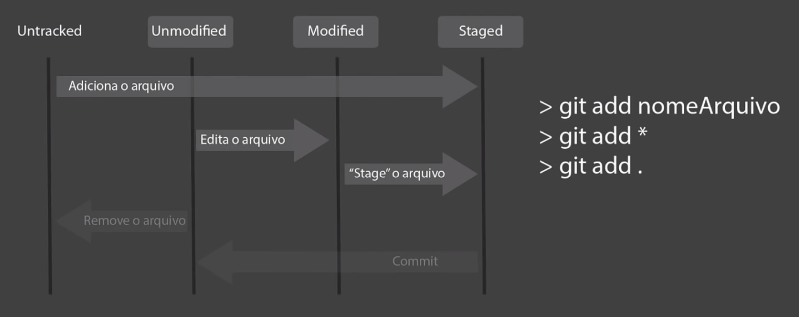 Untracked
Unmodified
Modified
Staged
Adiciona o arquivo
Edita o arquivo
“Stage” o arquivo
Remove o arquivo
Commit
> git add nomeArquivo
> git add *
> git add .